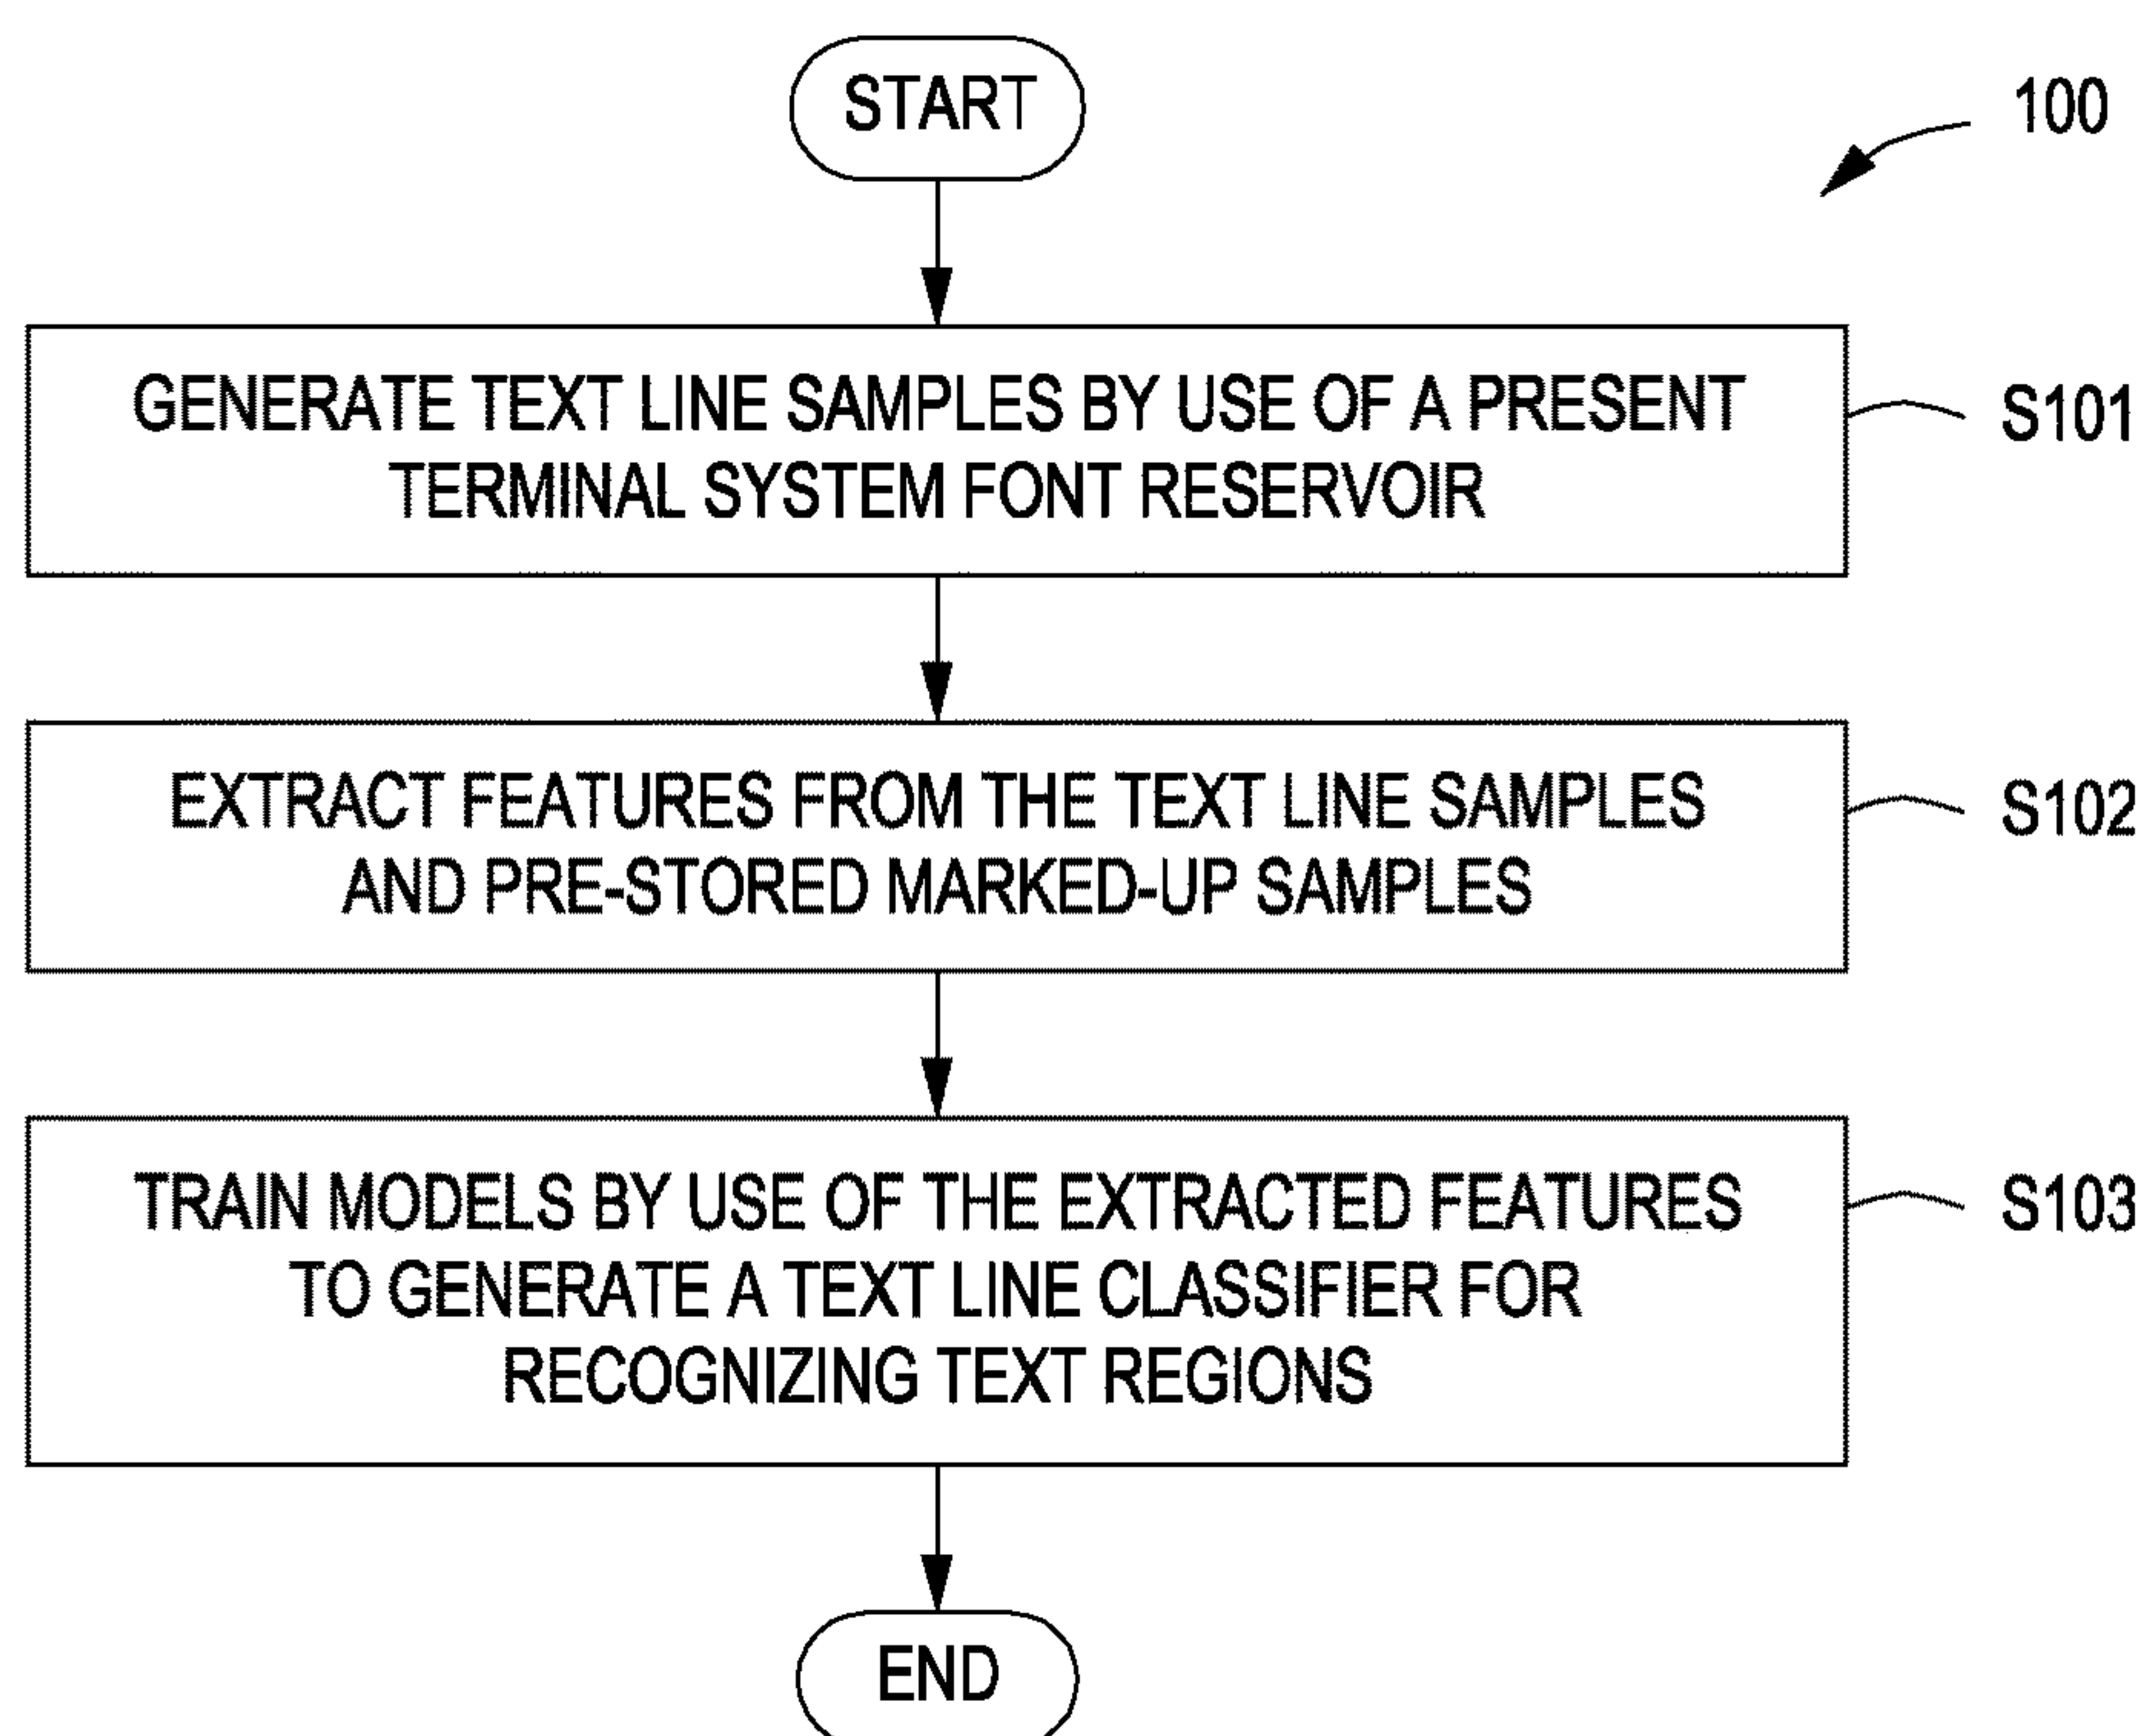 START
100
GENERATE TEXT LINE SAMPLES BY USE OF A PRESENT
TERMINAL SYSTEM FONT RESERVOIR
S101
EXTRACT FEATURES FROM THE TEXT LINE SAMPLES
AND PRE-STORED MARKED-UP SAMPLES
S102
TRAIN MODELS BY USE OF THE EXTRACTED FEATURES
TO GENERATE A TEXT LINE CLASSIFIER FOR
RECOGNIZING TEXT REGIONS
S103
END